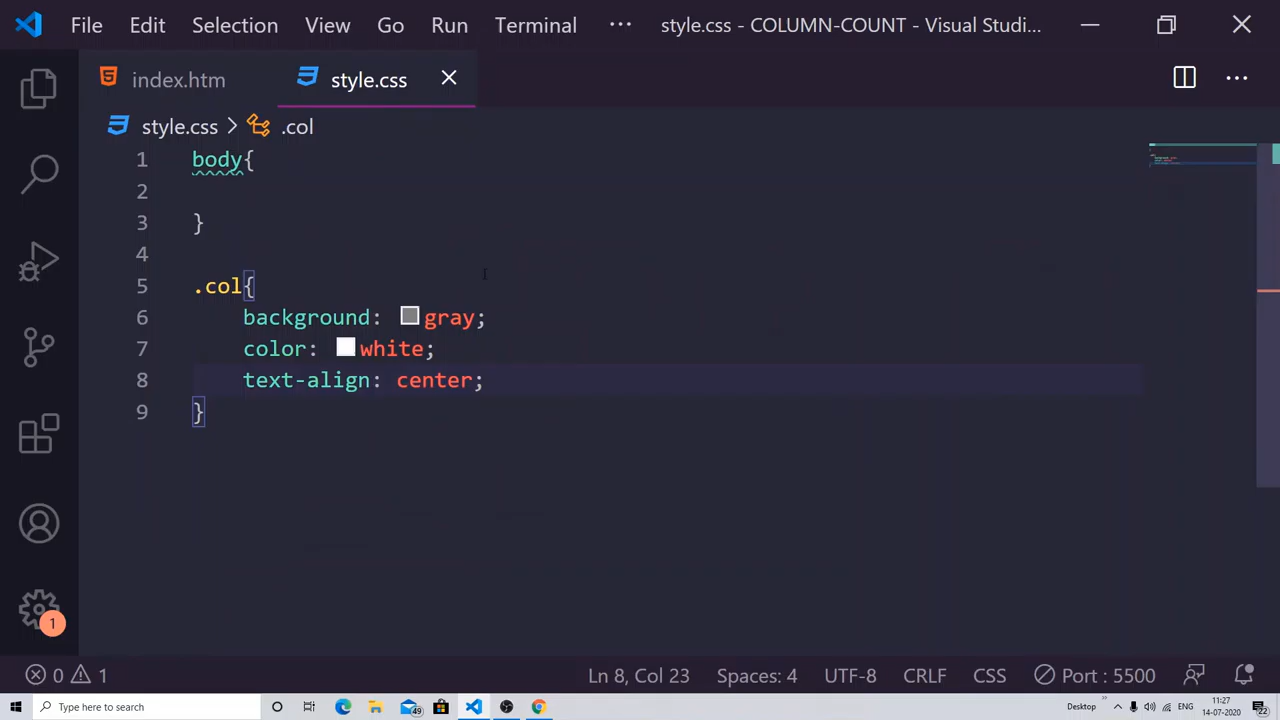 File Edit Selection View Go Run Terminal ··· style.css - COLUMN-COUNT - Visual Studi...
index.htm style.css
style.css > .col
1 body{
2
3 }
4
5 .col{
6 background: gray;
7 color: white;
8 text-align: center;
9 }
1
0 1 Ln 8, Col 23 Spaces: 4 UTF-8 CRLF CSS Port : 5500
Type here to search 49 Desktop ENG 11:27 14-07-2020 22